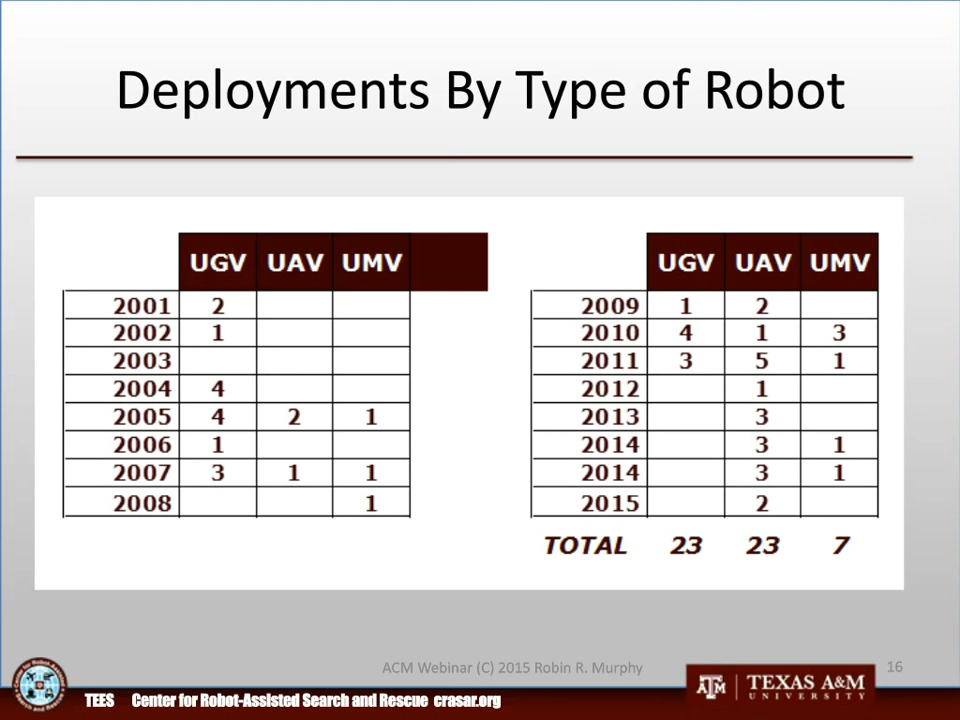 Deployments By Type of Robot
UGV UAV UMV
2001 2
2002 1
2003
2004 4
2005 4 2 1
2006 1
2007 3 1 1
2008 1
UGV UAV UMV
2009 1 2
2010 4 1 3
2011 3 5 1
2012 1
2013 3
2014 3 1
2014 3 1
2015 2
TOTAL 23 23 7
ACM Webinar (C) 2015 Robin R. Murphy
16
TEES Center for Robot-Assisted Search and Rescue crasar.org
ATM
TEXAS A&M
UNIVERSITY